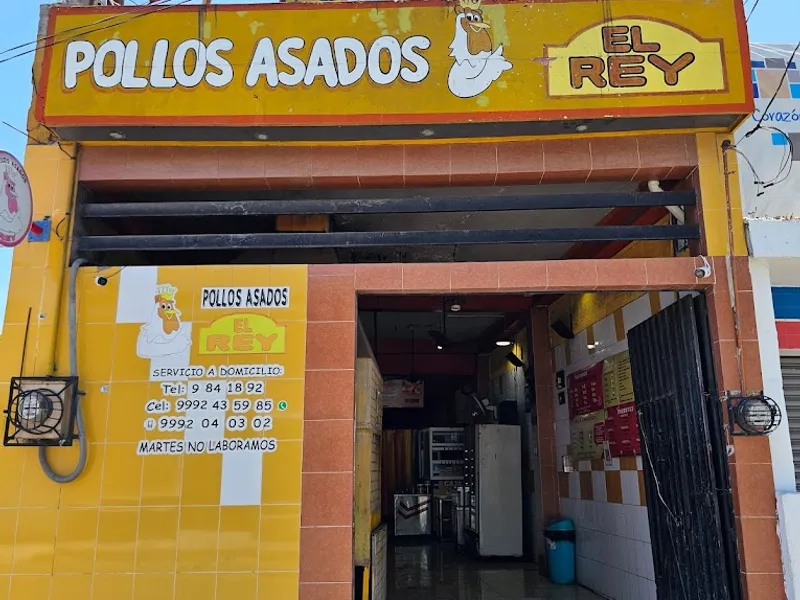 POLLOS ASADOS
EL
REY
Corazó
POLLOS ASADOS
EL
REY
SERVICIO A DOMICILIO:
Tel: 9 84 18 92
Cel: 9992 43 59 85
9992 04 03 02
MARTES NO LABORAMOS